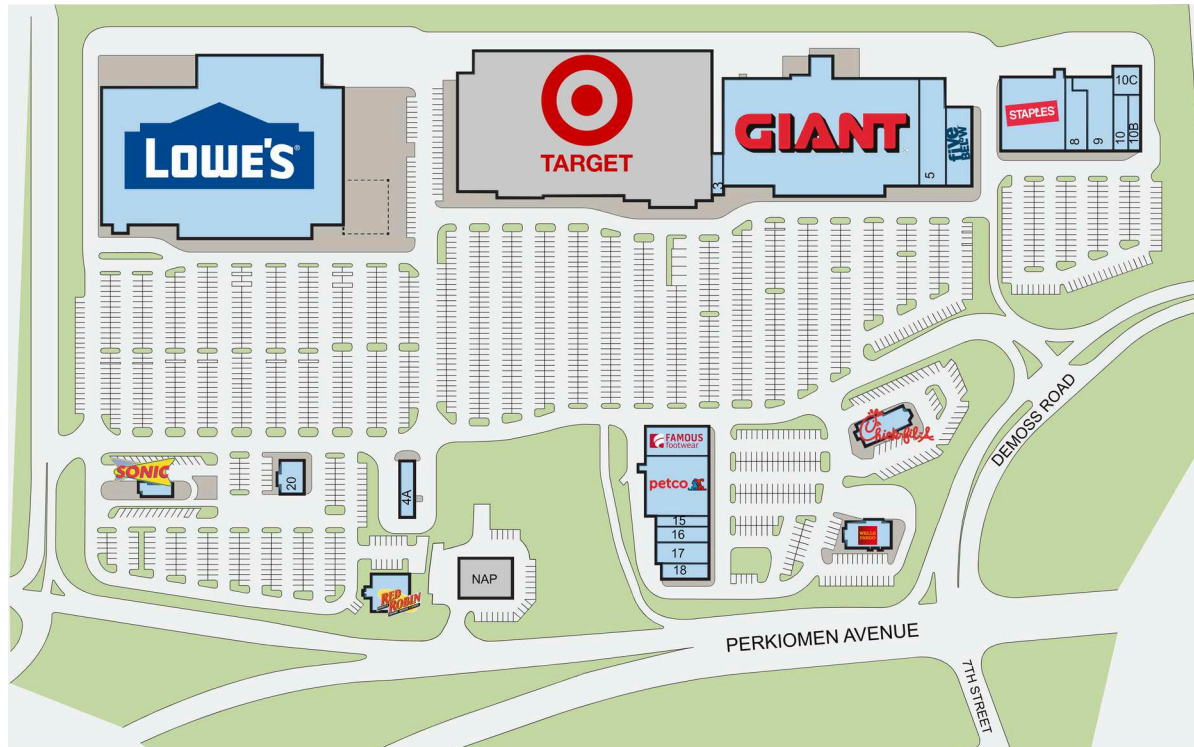 LOWE'S®
TARGET
3
GIANT
5
five
BELOW
STAPLES
8
9
10
10B
10C
SONIC
20
4A
RED
ROBIN
NAP
FAMOUS
footwear
petco
15
16
17
18
Chick-fil-A
WELLS
FARGO
DEMOSS ROAD
PERKIOMEN AVENUE
7TH STREET